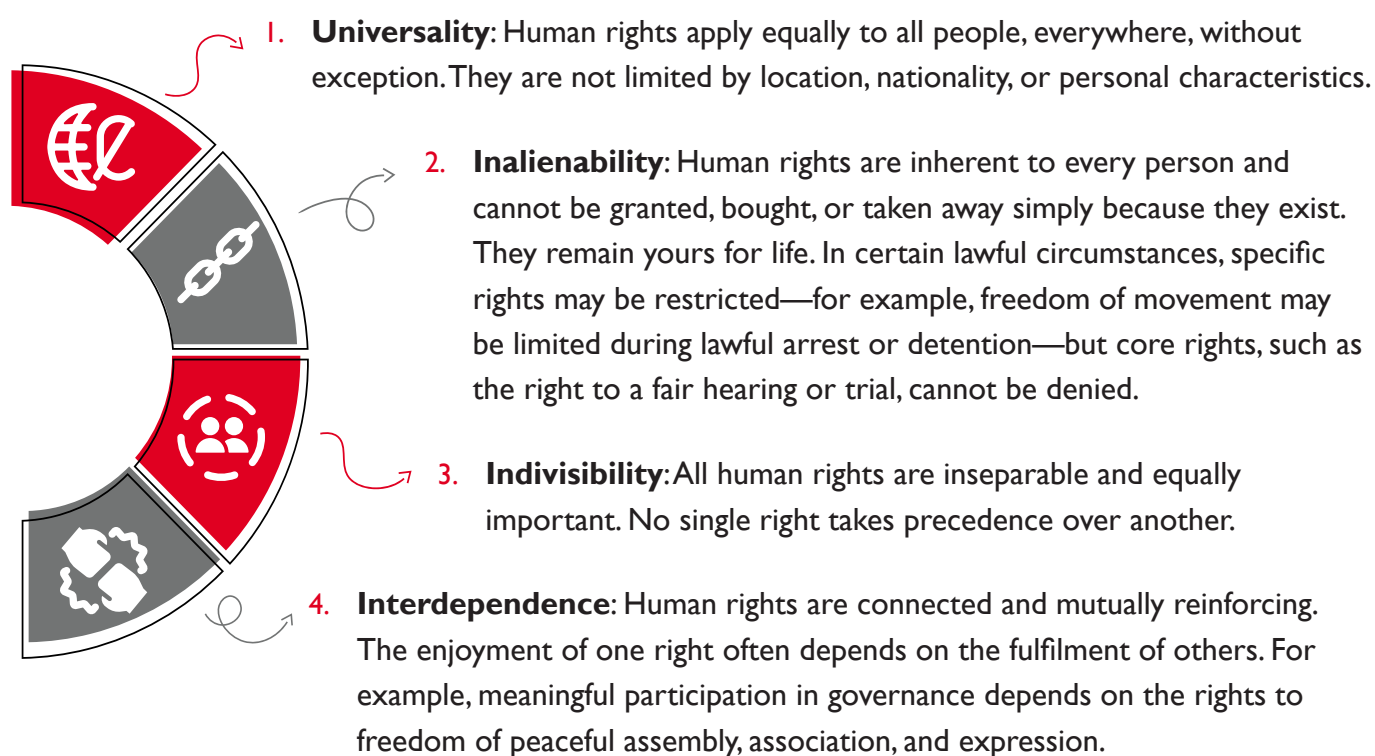 1. Universality: Human rights apply equally to all people, everywhere, without
exception. They are not limited by location, nationality, or personal characteristics.
2. Inalienability: Human rights are inherent to every person and
cannot be granted, bought, or taken away simply because they exist.
They remain yours for life. In certain lawful circumstances, specific
rights may be restricted—for example, freedom of movement may
be limited during lawful arrest or detention—but core rights, such as
the right to a fair hearing or trial, cannot be denied.
3. Indivisibility: All human rights are inseparable and equally
important. No single right takes precedence over another.
4. Interdependence: Human rights are connected and mutually reinforcing.
The enjoyment of one right often depends on the fulfilment of others. For
example, meaningful participation in governance depends on the rights to
freedom of peaceful assembly, association, and expression.